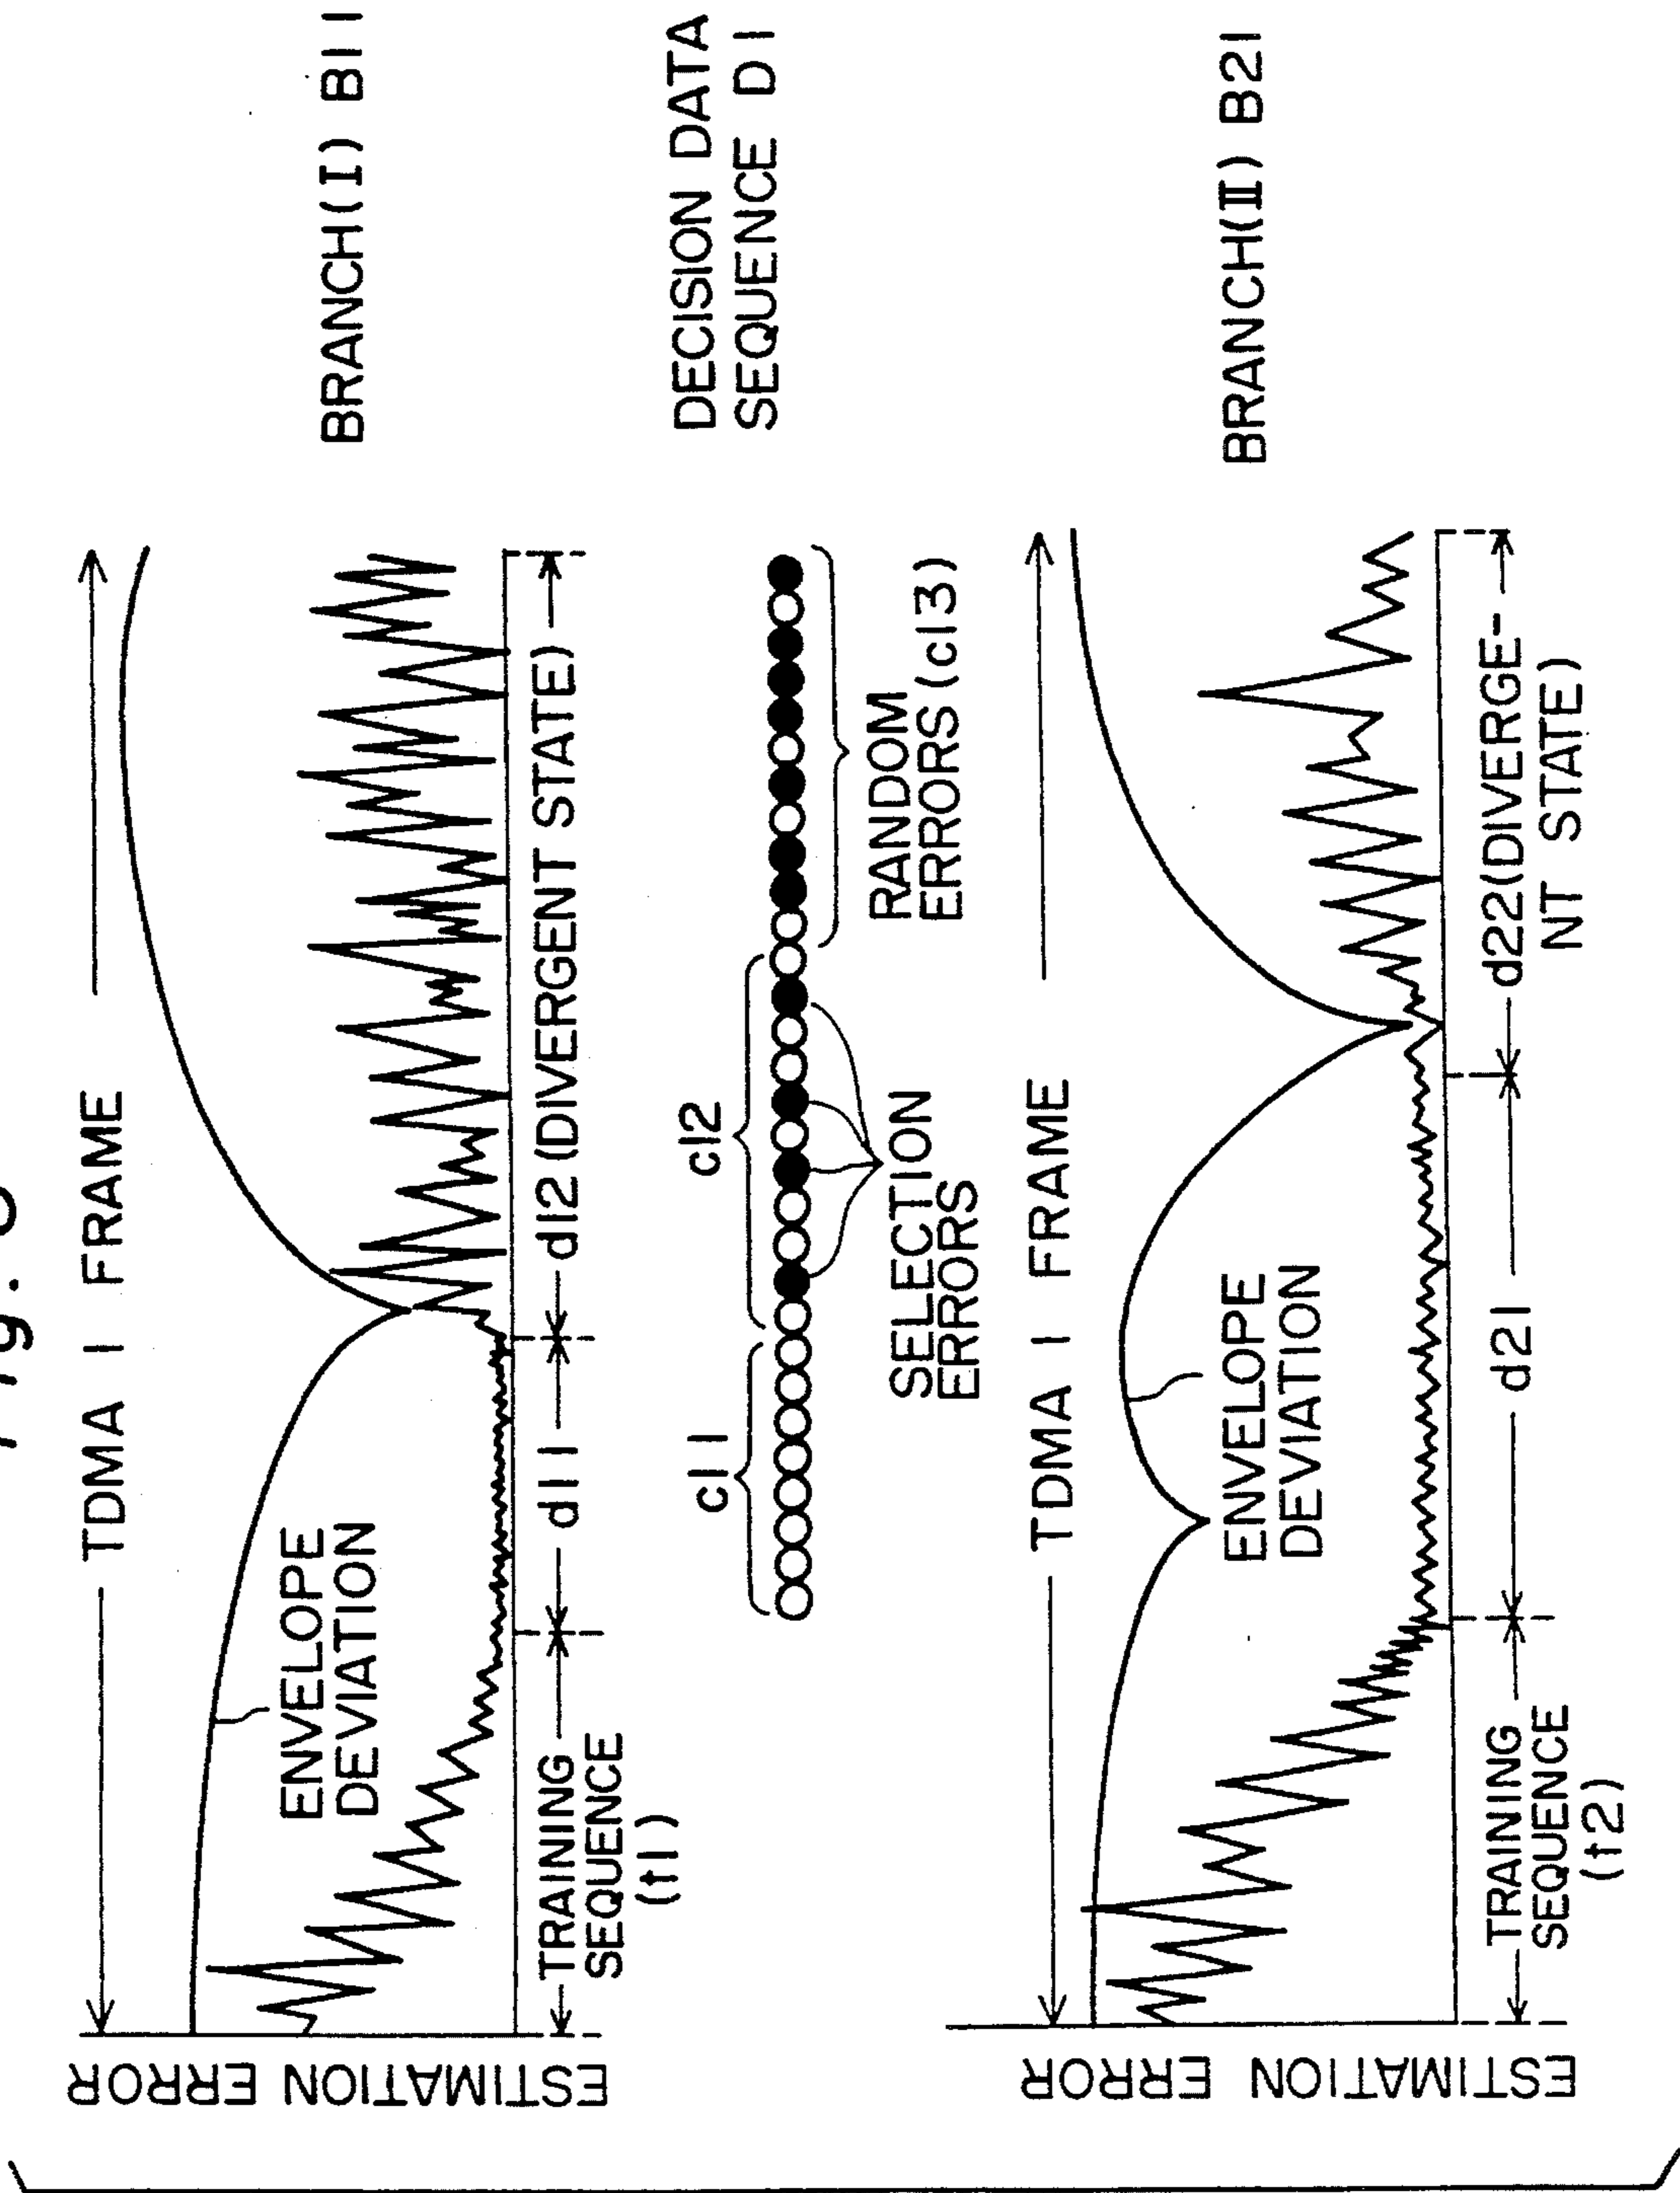 TDMA 1 FRAME
BRANCH(I) B11
ESTIMATION ERROR
ENVELOPE
DEVIATION
TRAINING
SEQUENCE
(t1)
d11
d12 (DIVERGENT STATE)
c11
c12
DECISION DATA
SEQUENCE D1
SELECTION
ERRORS
RANDOM
ERRORS (c13)
TDMA 1 FRAME
BRANCH(II) B21
ESTIMATION ERROR
ENVELOPE
DEVIATION
TRAINING
SEQUENCE
(t2)
d21
d22(DIVERGE-
NT STATE)